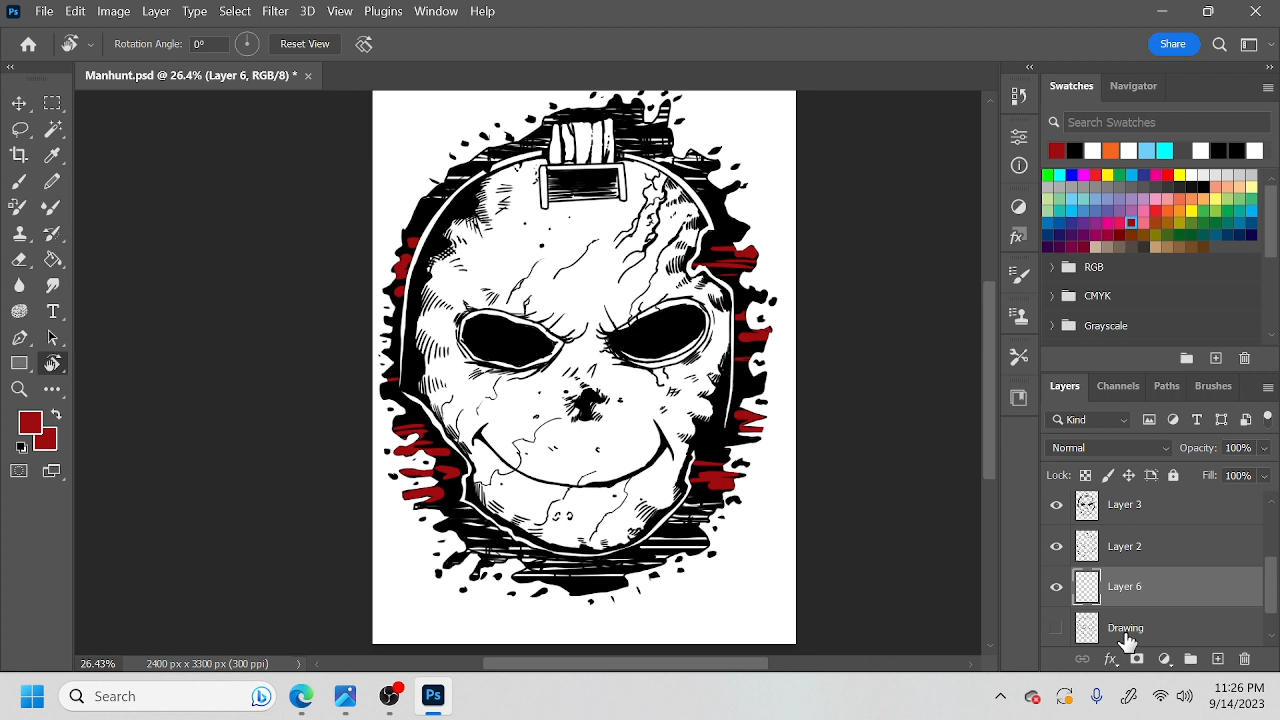 Ps File Edit Image Layer Type Select Filter 3D View Plugins Window Help
Rotation Angle: 0° Reset View Share
Manhunt.psd @ 26.4% (Layer 6, RGB/8) * ×
Swatches Navigator
Search Swatches
RGB
CMYK
Grayscale
Layers Channels Paths Brushes
Kind
Normal Opacity: 100%
Lock: Fill: 100%
Layer 3
Layer 2
Layer 6
Drawing
fx
26.43% 2400 px x 3300 px (300 ppi)
Search Ps 11:26 PM
9/14/2023